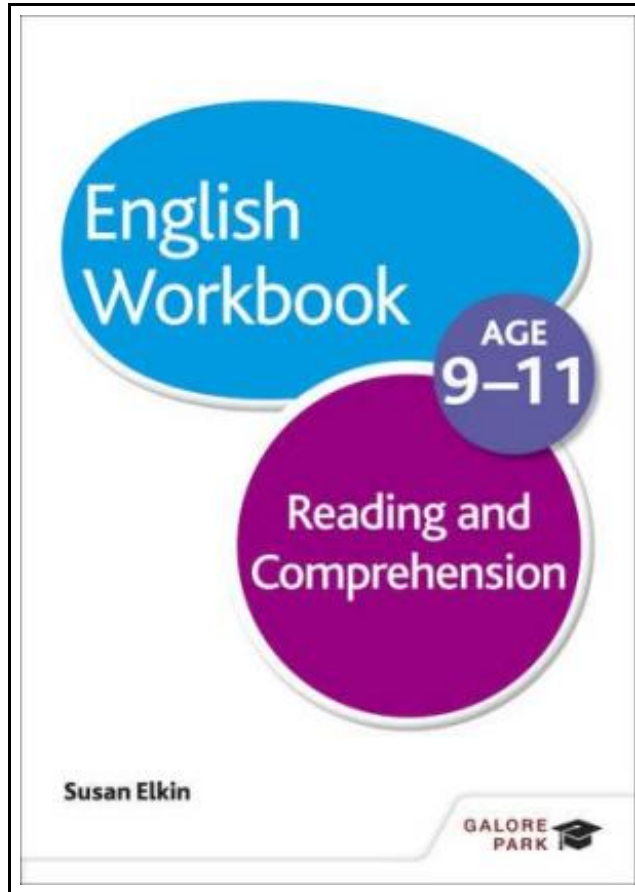 English
Workbook
AGE
9–11
Reading and
Comprehension
Susan Elkin
GALORE
PARK